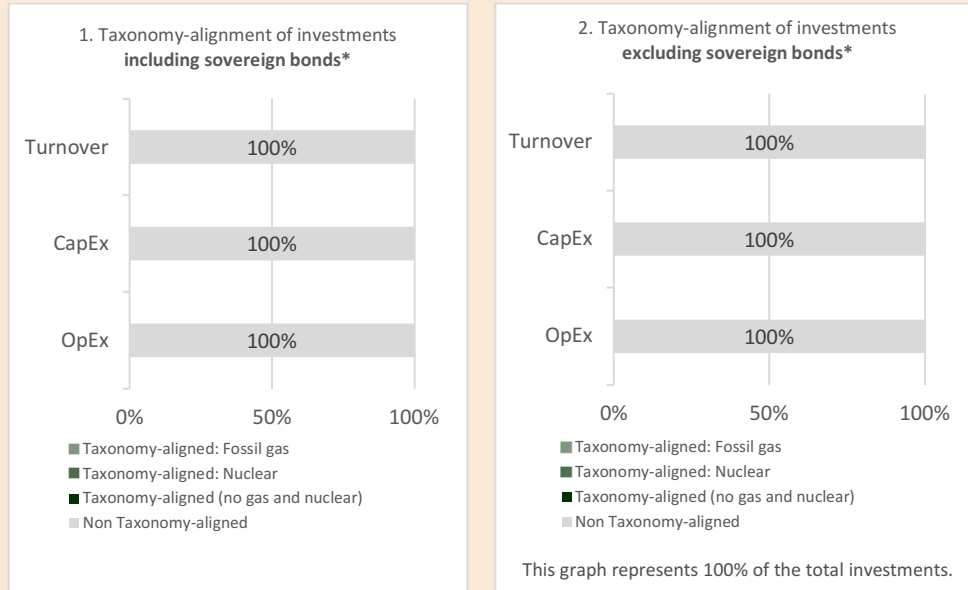 1. Taxonomy-alignment of investments
including sovereign bonds*
Turnover
100%
CapEx
100%
OpEx
100%
0%
50%
100%
Taxonomy-aligned: Fossil gas
Taxonomy-aligned: Nuclear
Taxonomy-aligned (no gas and nuclear)
Non Taxonomy-aligned
2. Taxonomy-alignment of investments
excluding sovereign bonds*
Turnover
100%
CapEx
100%
OpEx
100%
0%
50%
100%
Taxonomy-aligned: Fossil gas
Taxonomy-aligned: Nuclear
Taxonomy-aligned (no gas and nuclear)
Non Taxonomy-aligned
This graph represents 100% of the total investments.